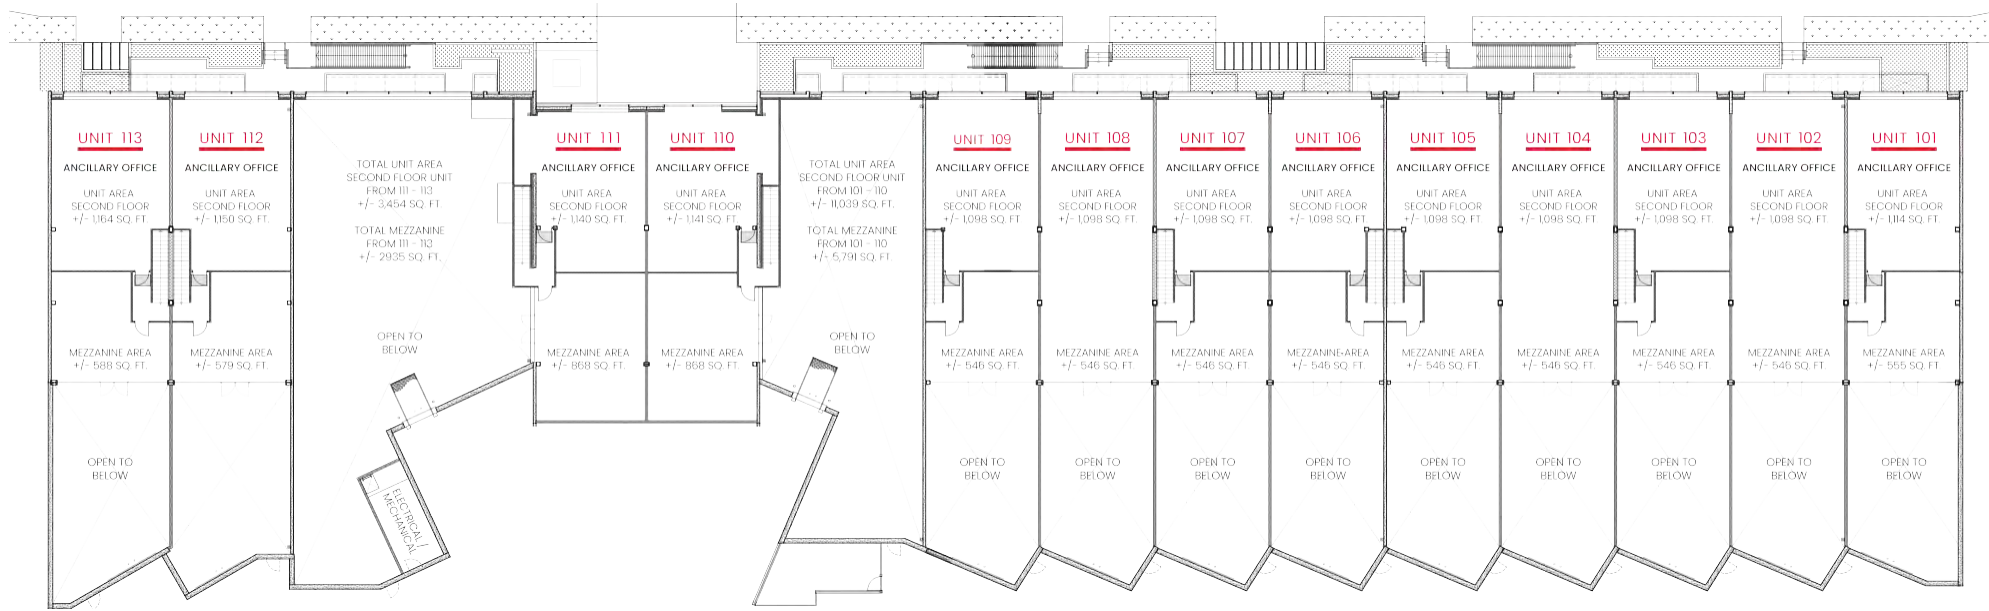 UNIT 113
ANCILLARY OFFICE
UNIT AREA
SECOND FLOOR
+/- 1,164 SQ. FT.
MEZZANINE AREA
+/- 588 SQ. FT.
OPEN TO
BELOW
UNIT 112
ANCILLARY OFFICE
UNIT AREA
SECOND FLOOR
+/- 1,150 SQ. FT.
MEZZANINE AREA
+/- 579 SQ. FT.
TOTAL UNIT AREA
SECOND FLOOR UNIT
FROM 111 - 113
+/- 3,454 SQ. FT.
TOTAL MEZZANINE
FROM 111 - 113
+/- 2935 SQ. FT.
OPEN TO
BELOW
ELECTRICAL /
MECHANICAL
UNIT 111
ANCILLARY OFFICE
UNIT AREA
SECOND FLOOR
+/- 1,140 SQ. FT.
MEZZANINE AREA
+/- 868 SQ. FT.
UNIT 110
ANCILLARY OFFICE
UNIT AREA
SECOND FLOOR
+/- 1,141 SQ. FT.
MEZZANINE AREA
+/- 868 SQ. FT.
TOTAL UNIT AREA
SECOND FLOOR UNIT
FROM 101 - 110
+/- 11,039 SQ. FT.
TOTAL MEZZANINE
FROM 101 - 110
+/- 5,791 SQ. FT.
OPEN TO
BELOW
UNIT 109
ANCILLARY OFFICE
UNIT AREA
SECOND FLOOR
+/- 1,098 SQ. FT.
MEZZANINE AREA
+/- 546 SQ. FT.
OPEN TO
BELOW
UNIT 108
ANCILLARY OFFICE
UNIT AREA
SECOND FLOOR
+/- 1,098 SQ. FT.
MEZZANINE AREA
+/- 546 SQ. FT.
OPEN TO
BELOW
UNIT 107
ANCILLARY OFFICE
UNIT AREA
SECOND FLOOR
+/- 1,098 SQ. FT.
MEZZANINE AREA
+/- 546 SQ. FT.
OPEN TO
BELOW
UNIT 106
ANCILLARY OFFICE
UNIT AREA
SECOND FLOOR
+/- 1,098 SQ. FT.
MEZZANINE AREA
+/- 546 SQ. FT.
OPEN TO
BELOW
UNIT 105
ANCILLARY OFFICE
UNIT AREA
SECOND FLOOR
+/- 1,098 SQ. FT.
MEZZANINE AREA
+/- 546 SQ. FT.
OPEN TO
BELOW
UNIT 104
ANCILLARY OFFICE
UNIT AREA
SECOND FLOOR
+/- 1,098 SQ. FT.
MEZZANINE AREA
+/- 546 SQ. FT.
OPEN TO
BELOW
UNIT 103
ANCILLARY OFFICE
UNIT AREA
SECOND FLOOR
+/- 1,098 SQ. FT.
MEZZANINE AREA
+/- 546 SQ. FT.
OPEN TO
BELOW
UNIT 102
ANCILLARY OFFICE
UNIT AREA
SECOND FLOOR
+/- 1,098 SQ. FT.
MEZZANINE AREA
+/- 546 SQ. FT.
OPEN TO
BELOW
UNIT 101
ANCILLARY OFFICE
UNIT AREA
SECOND FLOOR
+/- 1,114 SQ. FT.
MEZZANINE AREA
+/- 555 SQ. FT.
OPEN TO
BELOW